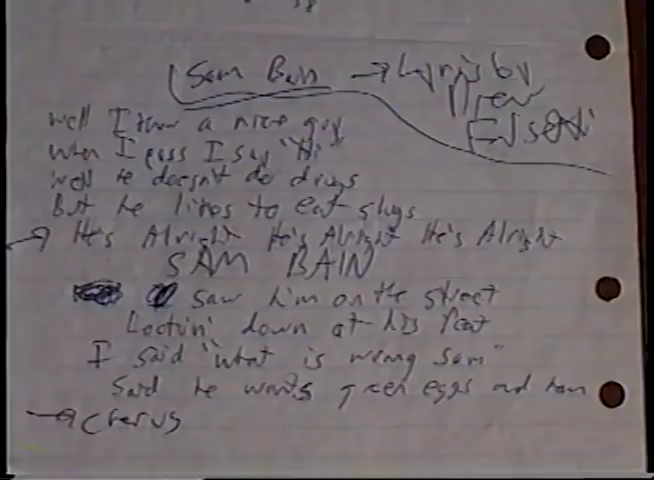 Sam Bain → Lyrics by
Well I know a nice guy
When I pass I say "Hi"
Well he doesn't do drugs
But he likes to eat slugs
→ He's Alright He's Alright He's Alright
SAM BAIN
saw him on the street
Lookin' down at his feet
I said "what is wrong Sam"
Said he wants green eggs and ham
→ Chorus